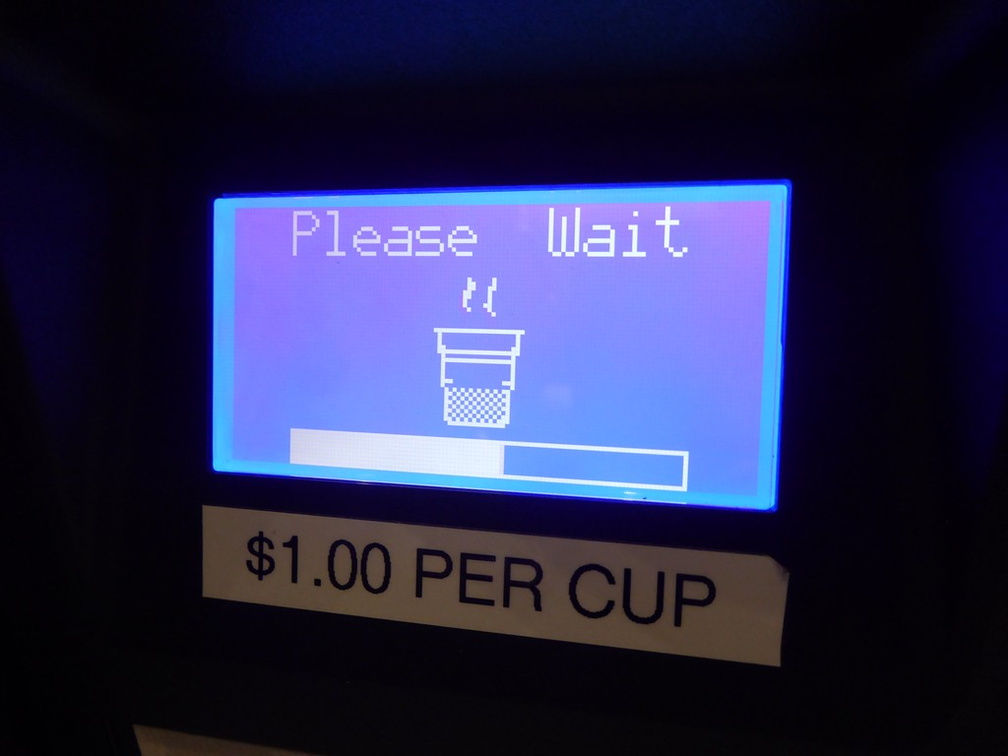 Please Wait
$1.00 PER CUP